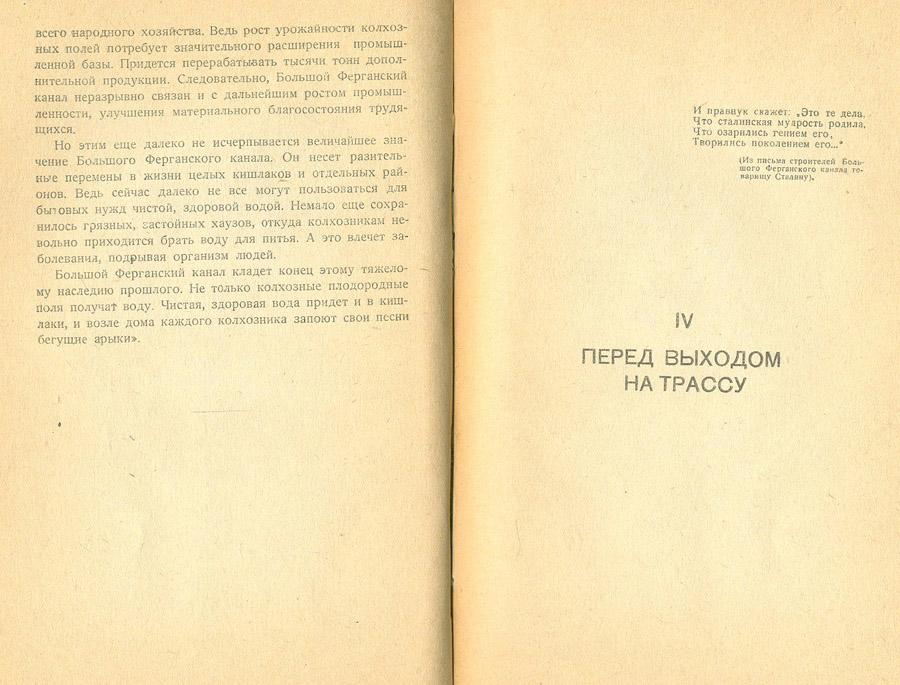 всего народного хозяйства. Ведь рост урожайности колхоз-
ных полей потребует значительного расширения промыш-
ленной базы. Придется перерабатывать тысячи тонн допол-
нительной продукции. Следовательно, Большой Ферганский
канал неразрывно связан и с дальнейшим ростом промыш-
ленности, улучшения материального благосостояния трудя-
щихся.
Но этим еще далеко не исчерпывается величайшее зна-
чение Большого Ферганского канала. Он несет разитель-
ные перемены в жизни целых кишлаков и отдельных рай-
онов. Ведь сейчас далеко не все могут пользоваться для
бытовых нужд чистой, здоровой водой. Немало еще сохра-
нилось грязных, застойных хаузов, откуда колхозникам не-
вольно приходится брать воду для питья. А это влечет за-
болевания, подрывая организм людей.
Большой Ферганский канал кладет конец этому тяжело-
му наследию прошлого. Не только колхозные плодородные
поля получат воду. Чистая, здоровая вода придет и в киш-
лаки, и возле дома каждого колхозника запоют свои песни
бегущие арыки».
И правнук скажет: „Это те дела,
Что сталинская мудрость родила,
Что озарились гением его,
Творились поколением его...“
(Из письма строителей Боль-
шого Ферганского канала то-
варищу Сталину).
IV
ПЕРЕД ВЫХОДОМ
НА ТРАССУ